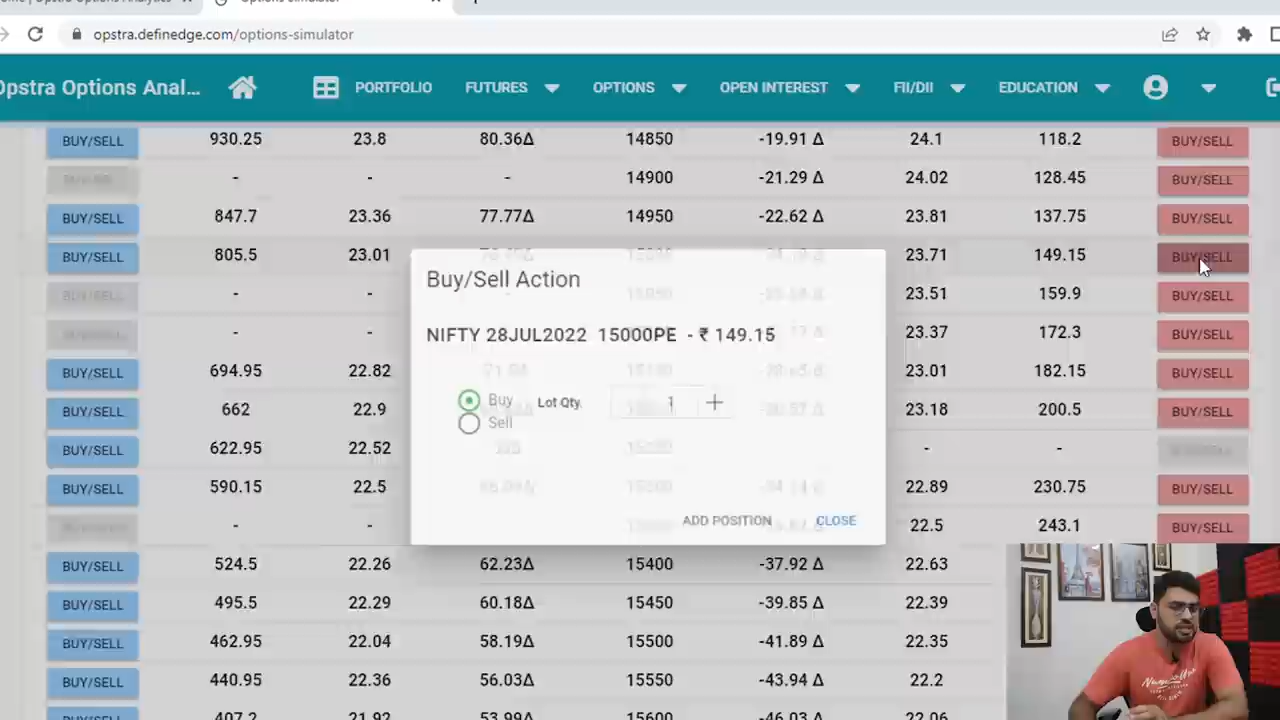 Opstra Options Analytics
Options Simulator
opstra.definedge.com/options-simulator
Opstra Options Anal... PORTFOLIO FUTURES OPTIONS OPEN INTEREST FII/DII EDUCATION
BUY/SELL 930.25 23.8 80.36Δ 14850 -19.91 Δ 24.1 118.2 BUY/SELL
- - - 14900 -21.29 Δ 24.02 128.45 BUY/SELL
BUY/SELL 847.7 23.36 77.77Δ 14950 -22.62 Δ 23.81 137.75 BUY/SELL
BUY/SELL 805.5 23.01 23.71 149.15 BUY/SELL
BUY/SELL - - - 23.51 159.9 BUY/SELL
- - 23.37 172.3 BUY/SELL
BUY/SELL 694.95 22.82 23.01 182.15 BUY/SELL
BUY/SELL 662 22.9 23.18 200.5 BUY/SELL
BUY/SELL 622.95 22.52 - -
BUY/SELL 590.15 22.5 22.89 230.75 BUY/SELL
- - 22.5 243.1 BUY/SELL
Buy/Sell Action
NIFTY 28JUL2022 15000PE - ₹ 149.15
Buy
Sell
Lot Qty.
1 +
ADD POSITION CLOSE
BUY/SELL 524.5 22.26 62.23Δ 15400 -37.92 Δ 22.63
BUY/SELL 495.5 22.29 60.18Δ 15450 -39.85 Δ 22.39
BUY/SELL 462.95 22.04 58.19Δ 15500 -41.89 Δ 22.35
BUY/SELL 440.95 22.36 56.03Δ 15550 -43.94 Δ 22.2
BUY/SELL 407.2 21.92 53.99Δ 15600 -46.03 Δ 22.06